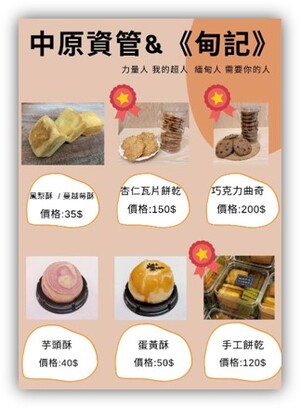 中原資管&《甸記》
力量人 我的超人 緬甸人 需要你的人
鳳梨酥 / 蔓越莓酥
價格:35$
杏仁瓦片餅乾
價格:150$
巧克力曲奇
價格:200$
芋頭酥
價格:40$
蛋黃酥
價格:50$
手工餅乾
價格:120$